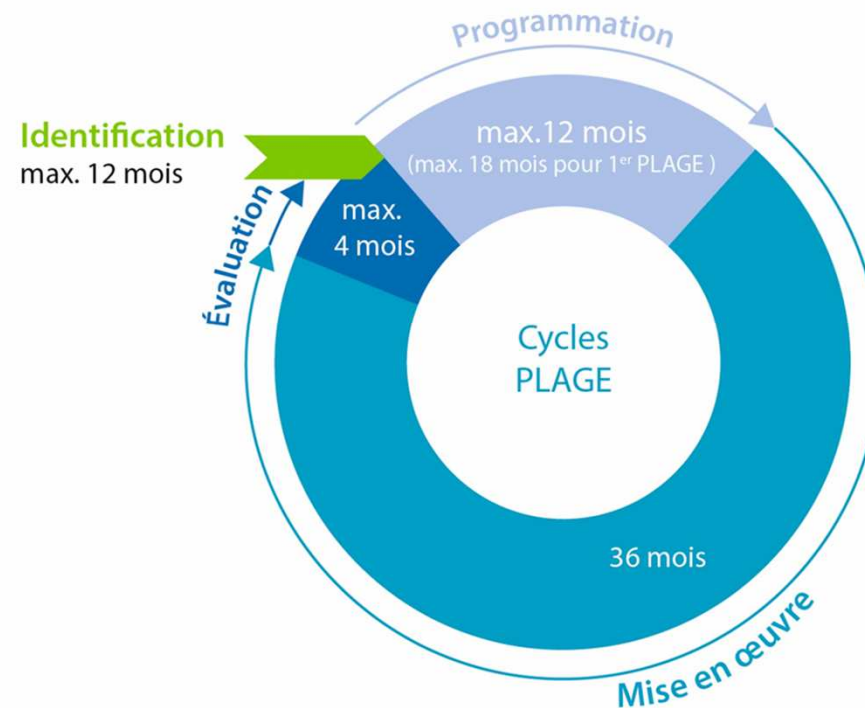 Programmation
Identification
max. 12 mois
max.12 mois
(max. 18 mois pour 1er PLAGE )
Évaluation
max.
4 mois
Cycles
PLAGE
36 mois
Mise en œuvre